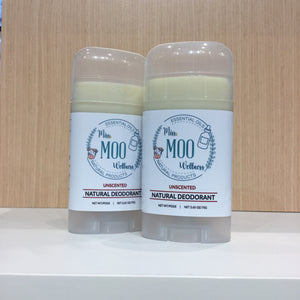 ESSENTIAL OILS
Miss
MOO
Wellness
NATURAL PRODUCTS
UNSCENTED
NATURAL DEODORANT
ESSENTIAL OILS
Miss
MOO
Wellness
NATURAL PRODUCTS
UNSCENTED
NATURAL DEODORANT